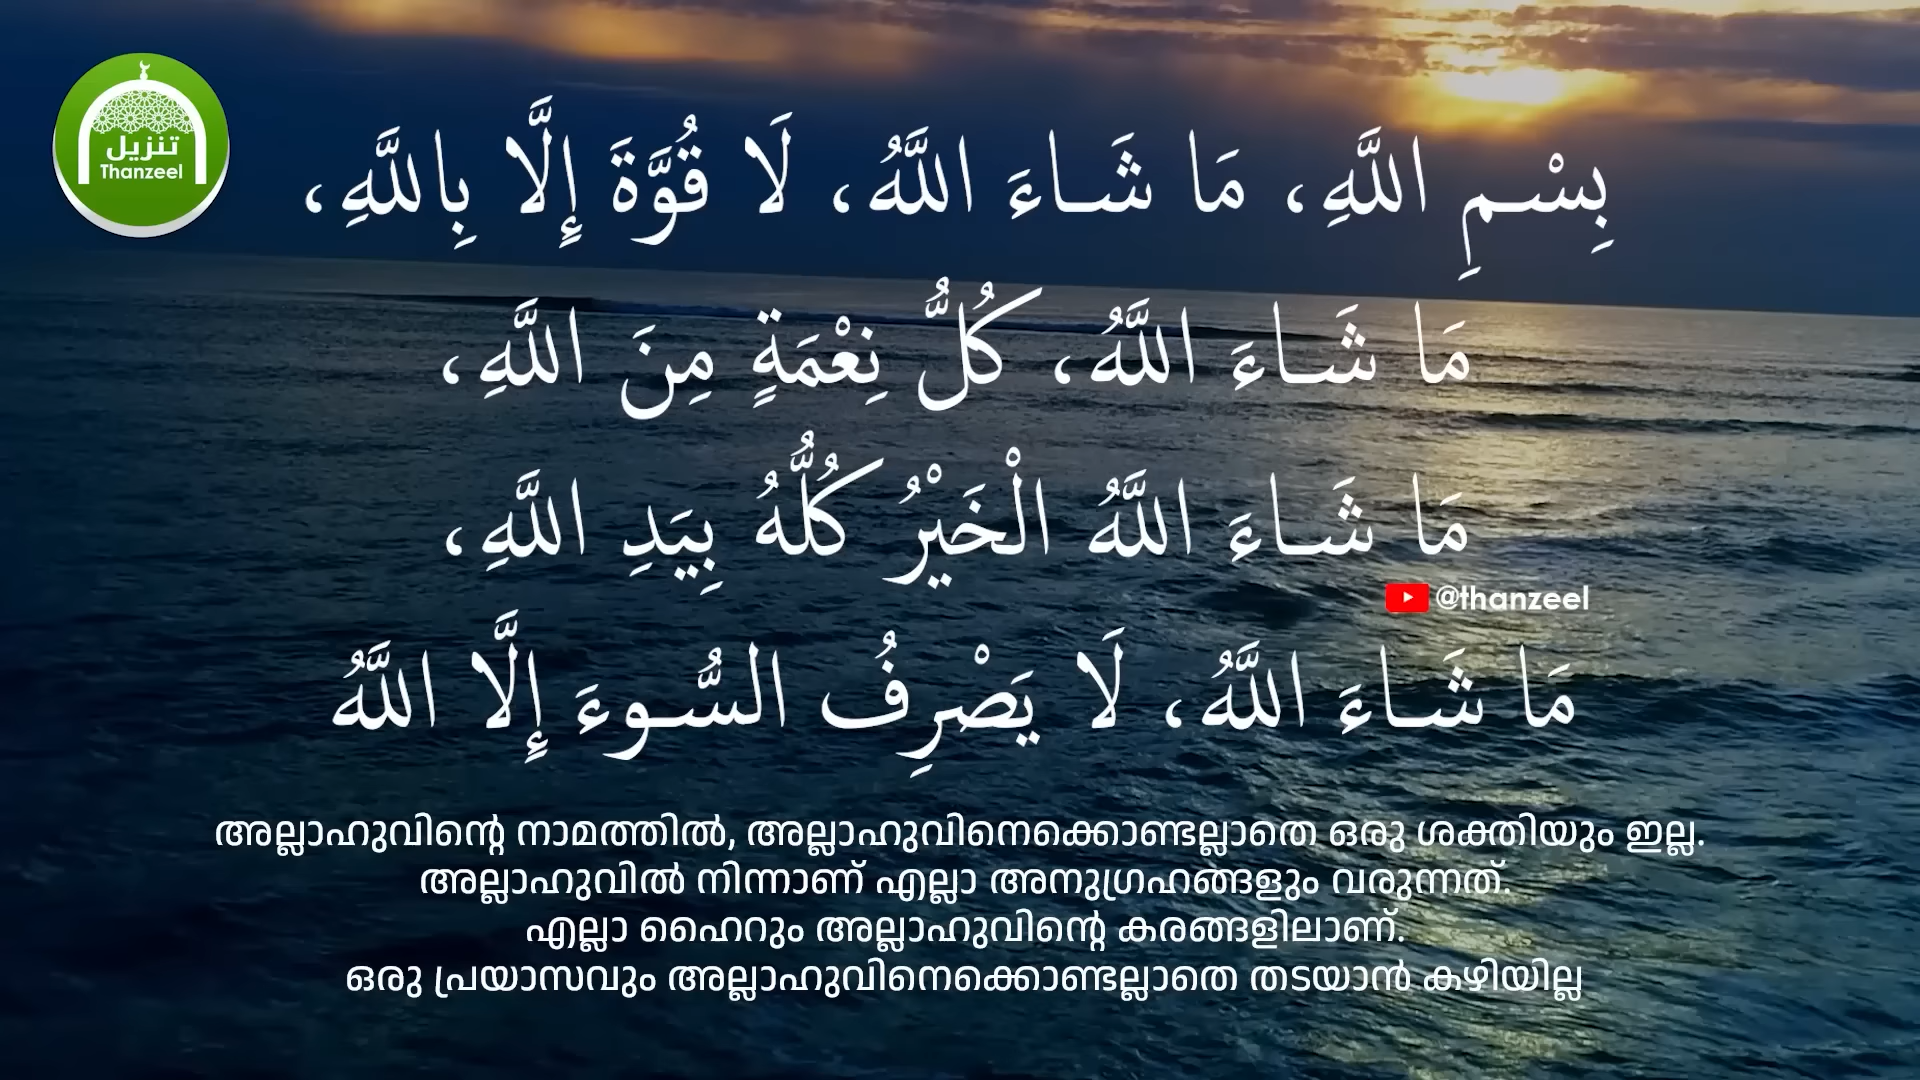 تنزيل
Thanzeel
بِسْمِ اللَّهِ، مَا شَاءَ اللَّهُ، لَا قُوَّةَ إِلَّا بِاللَّهِ،
مَا شَاءَ اللَّهُ، كُلُّ نِعْمَةٍ مِنَ اللَّهِ،
مَا شَاءَ اللَّهُ الْخَيْرُ كُلُّهُ بِيَدِ اللَّهِ،
@thanzeel
مَا شَاءَ اللَّهُ، لَا يَصْرِفُ السُّوءَ إِلَّا اللَّهُ
അല്ലാഹുവിന്റെ നാമത്തിൽ, അല്ലാഹുവിനെക്കൊണ്ടല്ലാതെ ഒരു ശക്തിയും ഇല്ല.
അല്ലാഹുവിൽ നിന്നാണ് എല്ലാ അനുഗ്രഹങ്ങളും വരുന്നത്.
എല്ലാ ഹൈറും അല്ലാഹുവിന്റെ കരങ്ങളിലാണ്.
ഒരു പ്രയാസവും അല്ലാഹുവിനെക്കൊണ്ടല്ലാതെ തടയാൻ കഴിയില്ല